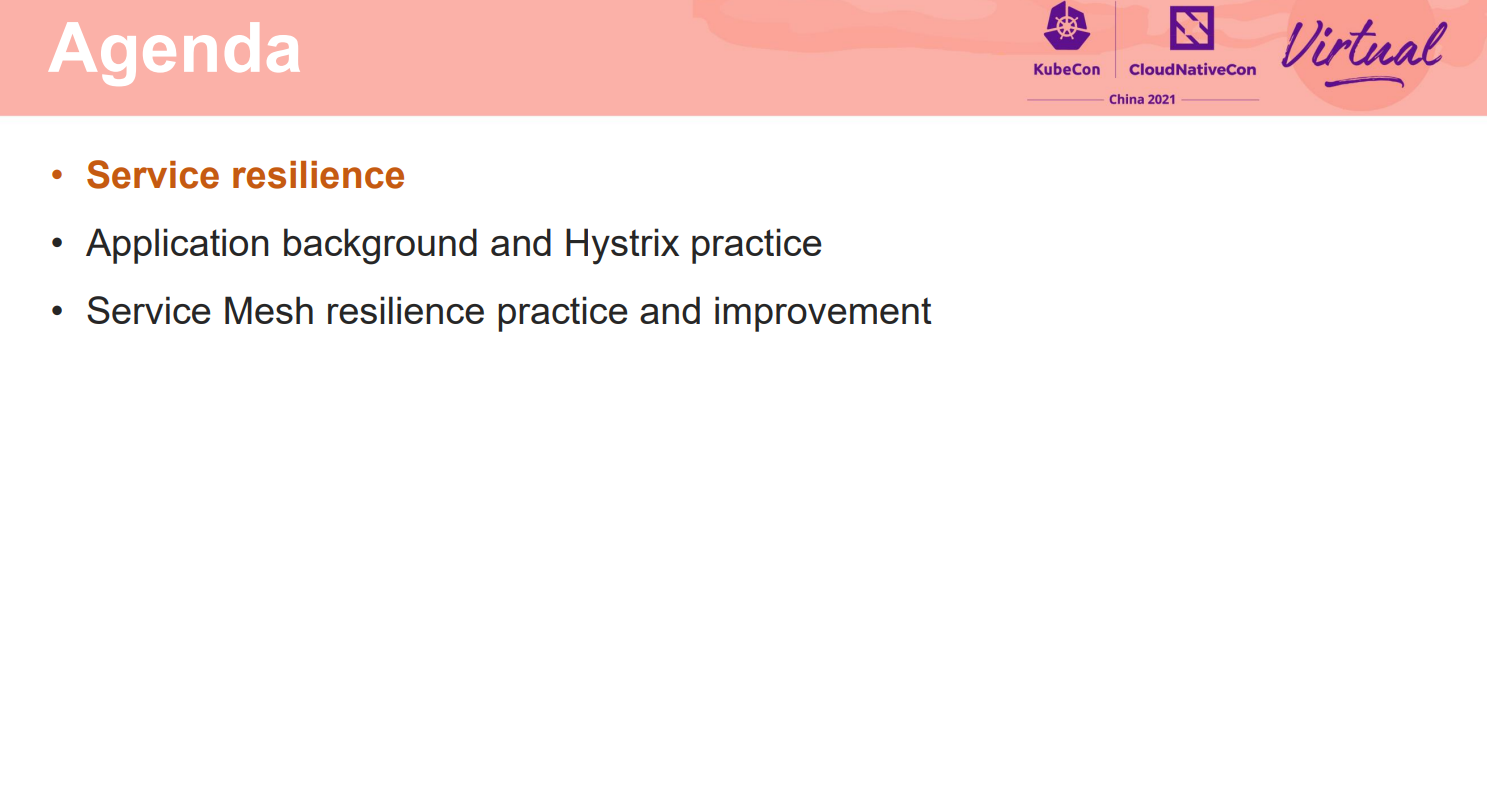 Agenda
KubeCon
CloudNativeCon
China 2021
Virtual
• Service resilience
• Application background and Hystrix practice
• Service Mesh resilience practice and improvement